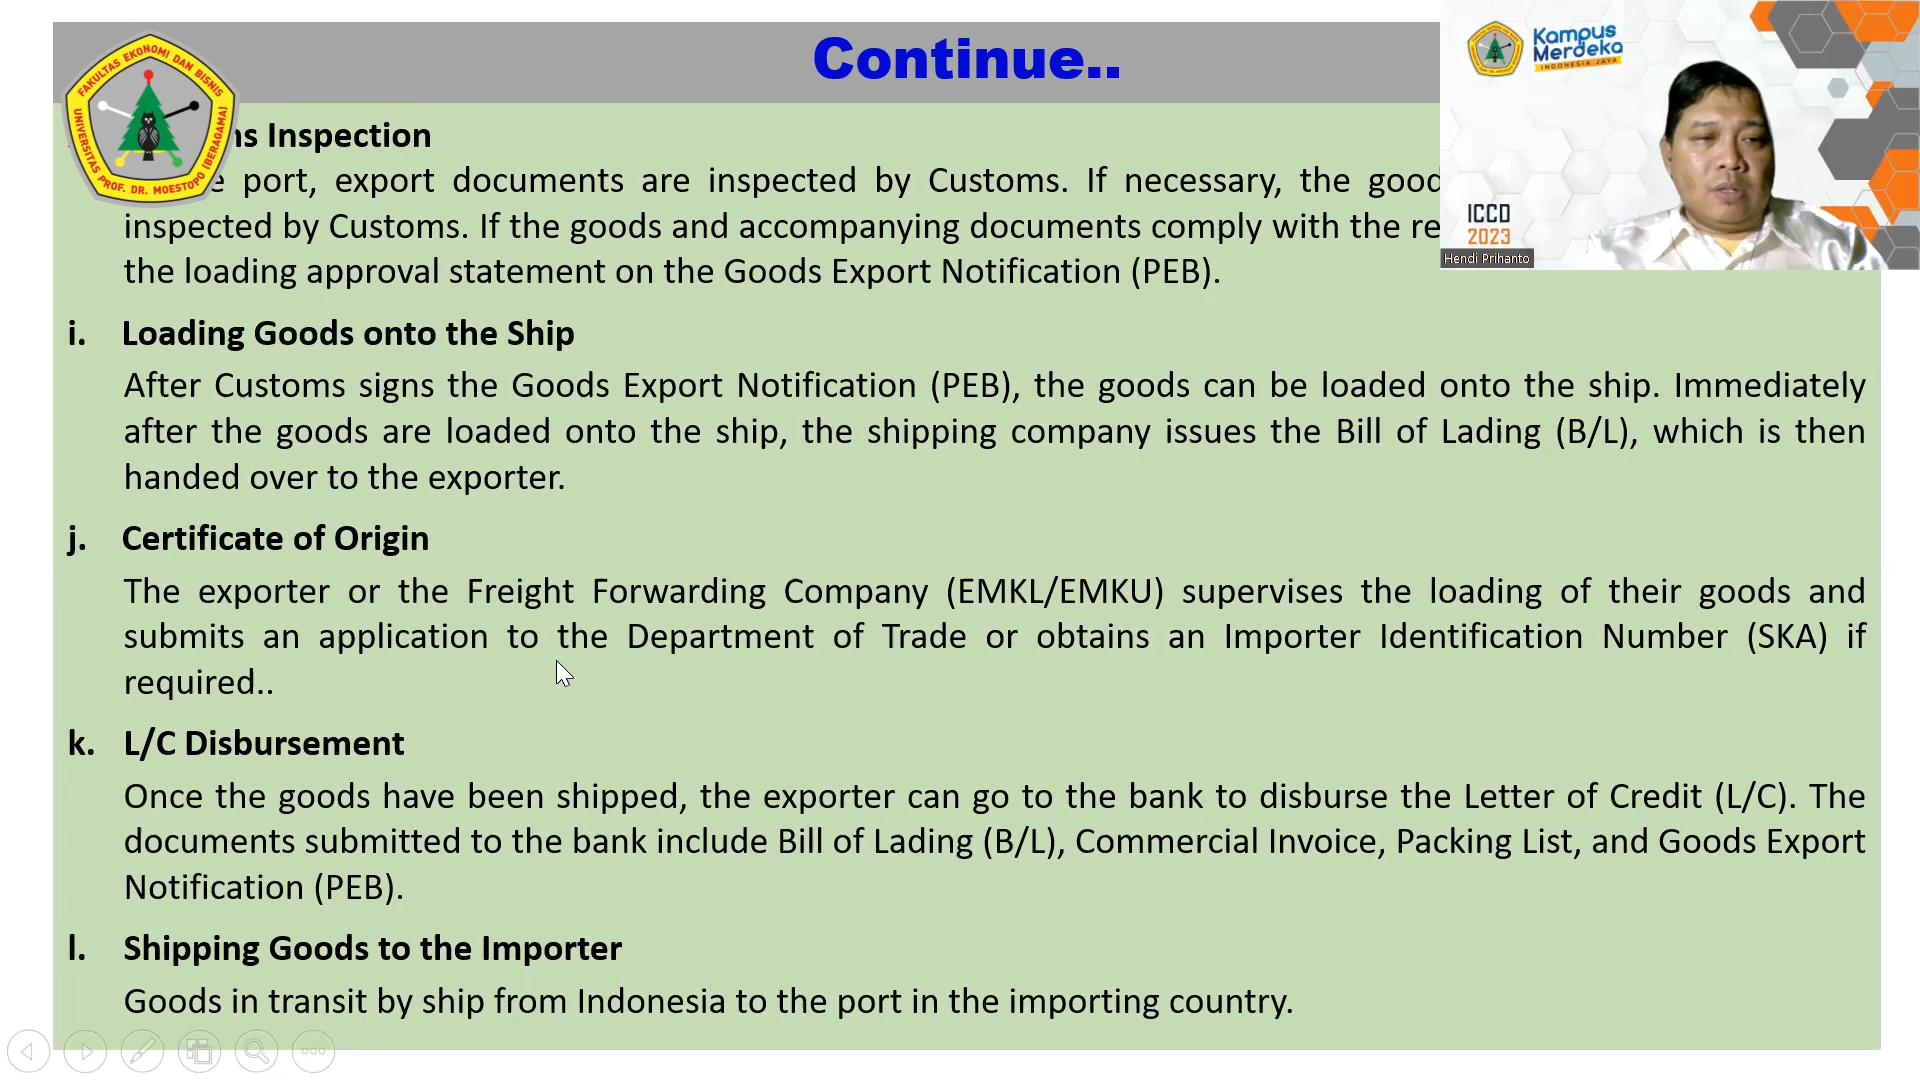 Continue..
FAKULTAS EKONOMI DAN BISNIS
UNIVERSITAS PROF. DR. MOESTOPO (BERAGAMA)
Kampus
Merdeka
INDONESIA JAYA
ICCD
2023
Hendi Prihanto
Inspection
port, export documents are inspected by Customs. If necessary, the
inspected by Customs. If the goods and accompanying documents comply with the
the loading approval statement on the Goods Export Notification (PEB).
i. Loading Goods onto the Ship
After Customs signs the Goods Export Notification (PEB), the goods can be loaded onto the ship. Immediately
after the goods are loaded onto the ship, the shipping company issues the Bill of Lading (B/L), which is then
handed over to the exporter.
j. Certificate of Origin
The exporter or the Freight Forwarding Company (EMKL/EMKU) supervises the loading of their goods and
submits an application to the Department of Trade or obtains an Importer Identification Number (SKA) if
required..
k. L/C Disbursement
Once the goods have been shipped, the exporter can go to the bank to disburse the Letter of Credit (L/C). The
documents submitted to the bank include Bill of Lading (B/L), Commercial Invoice, Packing List, and Goods Export
Notification (PEB).
l. Shipping Goods to the Importer
Goods in transit by ship from Indonesia to the port in the importing country.